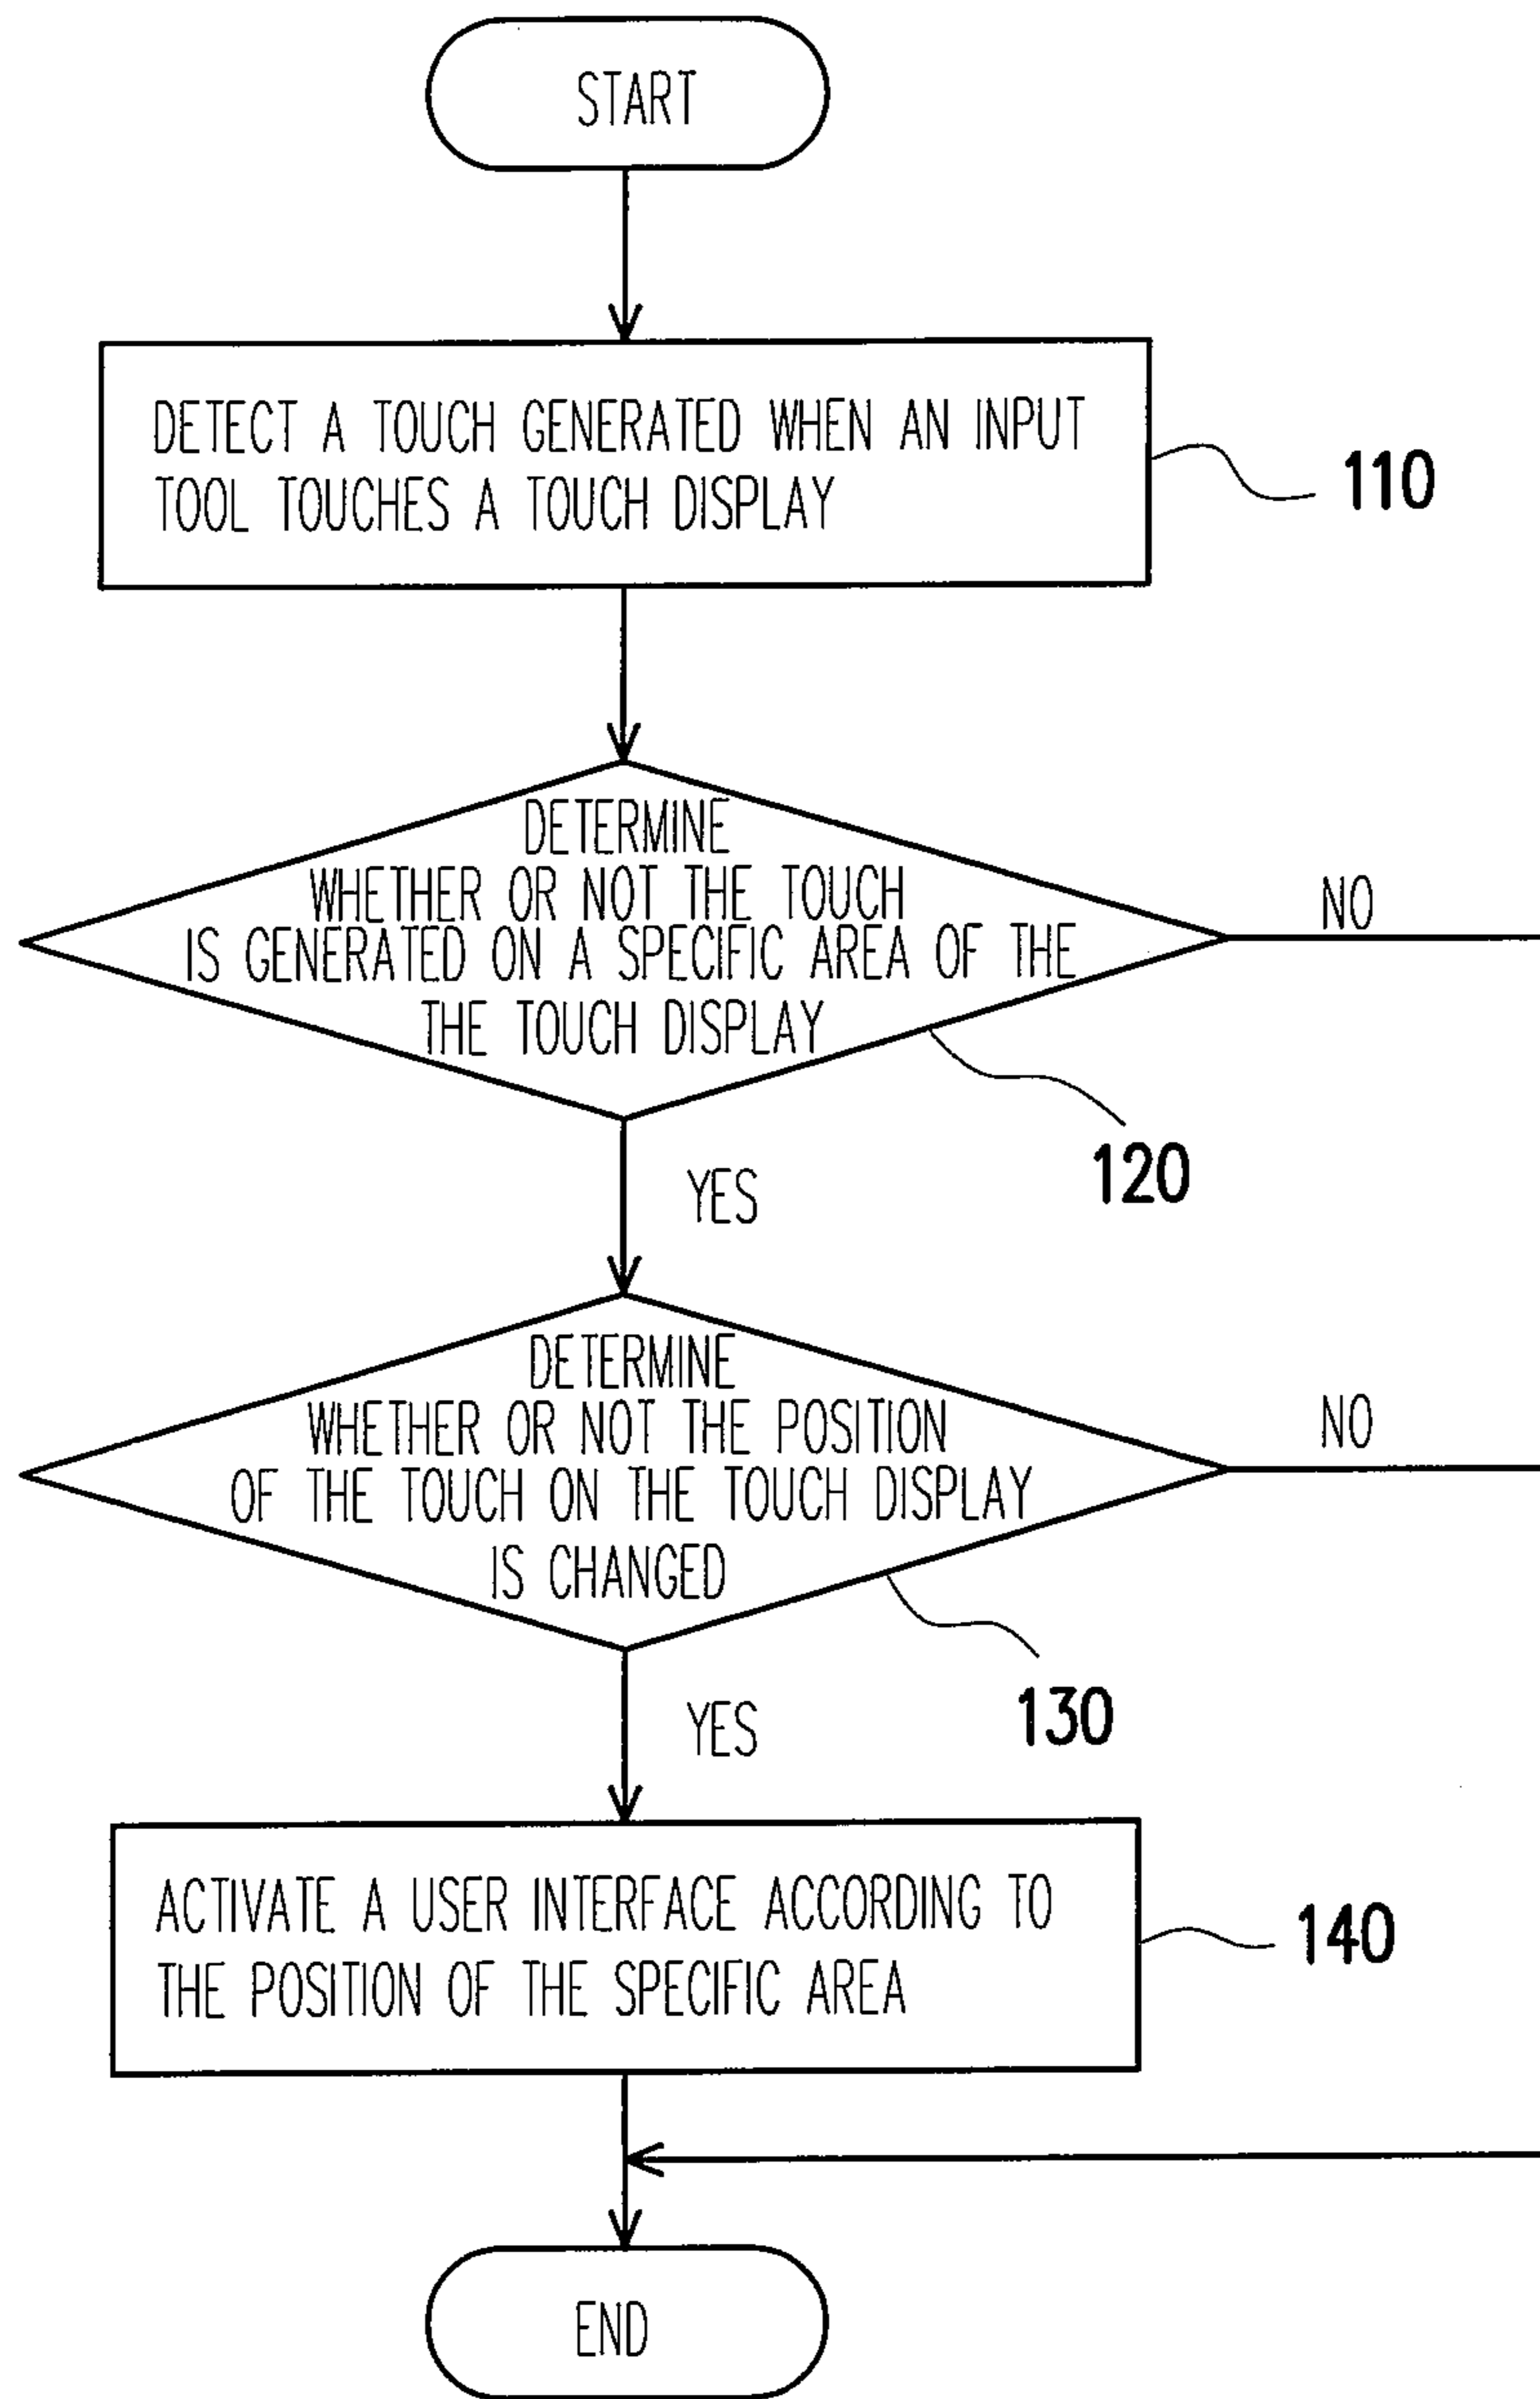 START
DETECT A TOUCH GENERATED WHEN AN INPUT
TOOL TOUCHES A TOUCH DISPLAY
110
DETERMINE
WHETHER OR NOT THE TOUCH
IS GENERATED ON A SPECIFIC AREA OF THE
THE TOUCH DISPLAY
NO
120
YES
DETERMINE
WHETHER OR NOT THE POSITION
OF THE TOUCH ON THE TOUCH DISPLAY
IS CHANGED
NO
130
YES
ACTIVATE A USER INTERFACE ACCORDING TO
THE POSITION OF THE SPECIFIC AREA
140
END